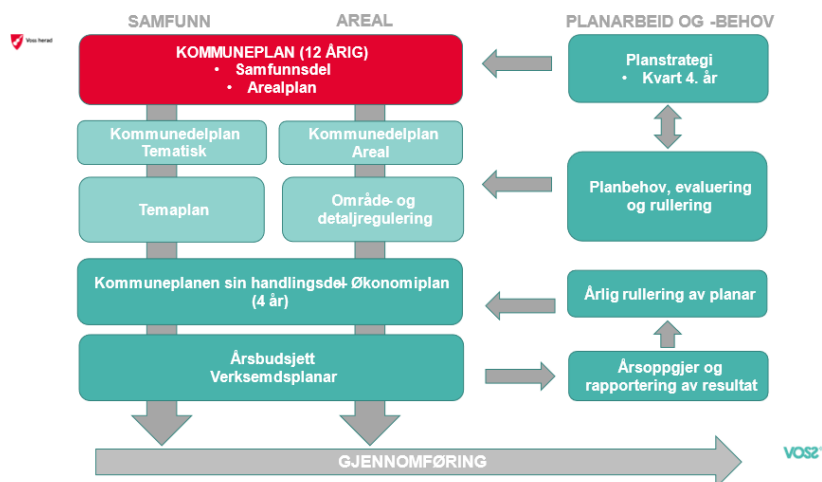 SAMFUNN
AREAL
PLANARBEID OG -BEHOV
Voss herad
KOMMUNEPLAN (12 ÅRIG)
• Samfunnsdel
• Arealplan
Planstrategi
• Kvart 4. år
Kommunedelplan
Tematisk
Kommunedelplan
Areal
Temaplan
Område- og
detaljregulering
Planbehov, evaluering
og rullering
Kommuneplanen sin handlingsdel- Økonomiplan
(4 år)
Årlig rullering av planar
Årsbudsjett
Verksemdsplanar
Årsoppgjer og
rapportering av resultat
GJENNOMFØRING
VOSS